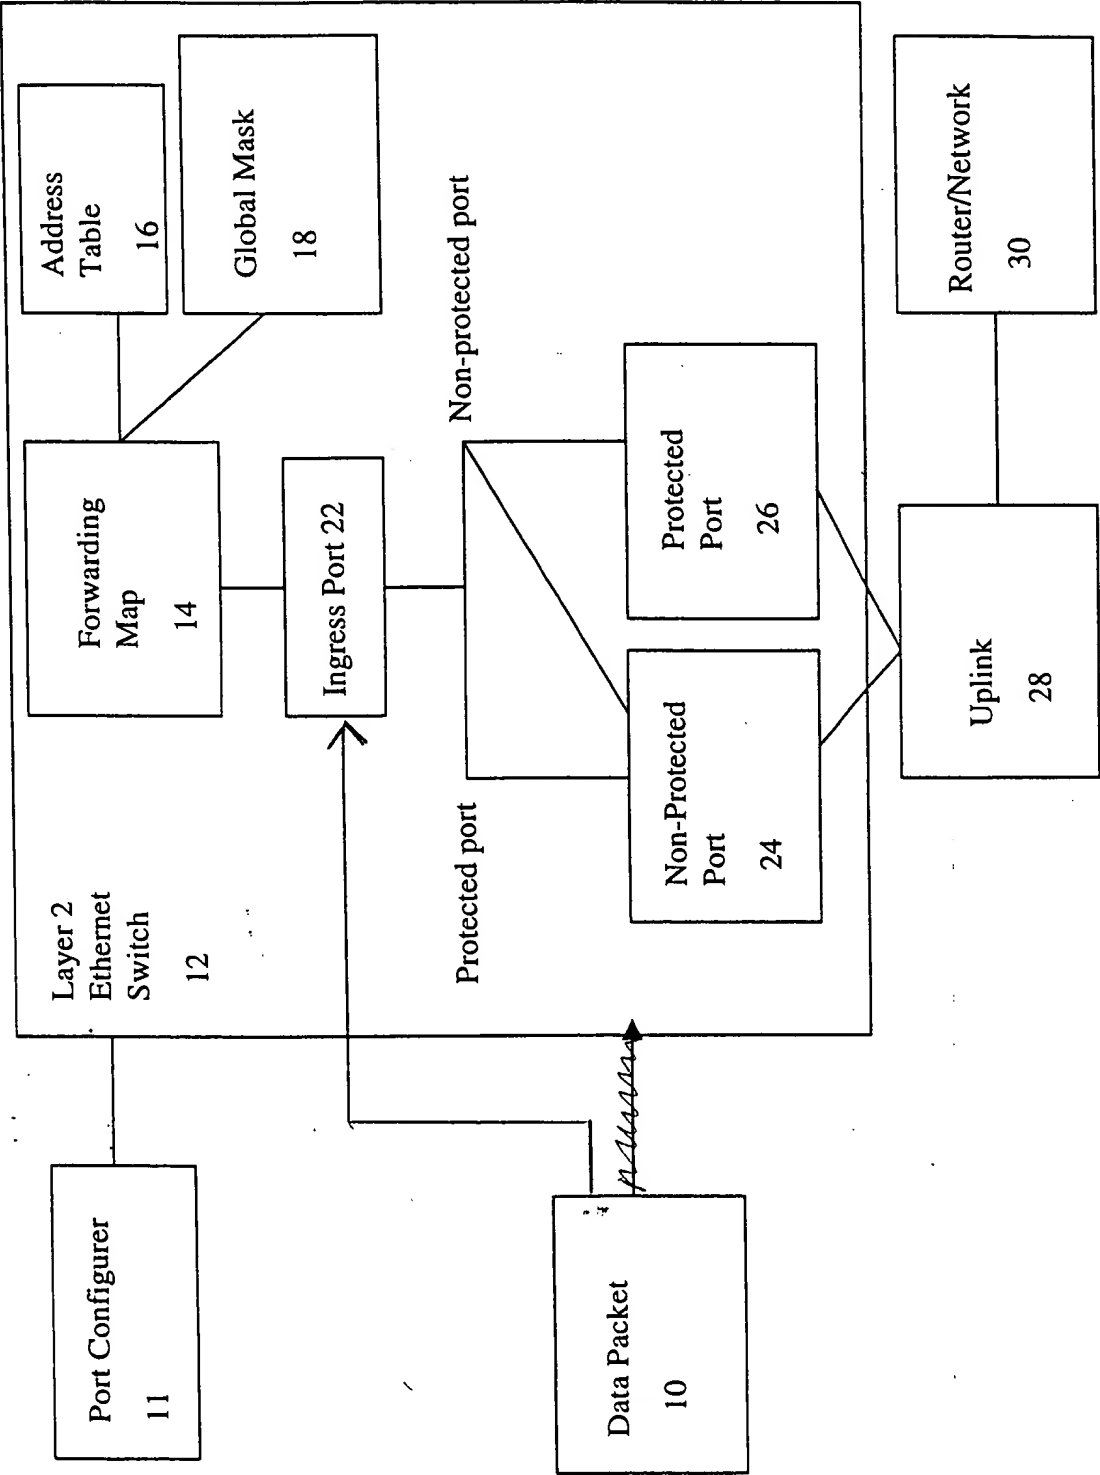 Port Configurer
11
Layer 2
Ethernet
Switch
12
Forwarding
Map
14
Address
Table
16
Global Mask
18
Ingress Port 22
Protected port
Non-protected port
Data Packet
10
Non-Protected
Port
24
Protected
Port
26
Uplink
28
Router/Network
30